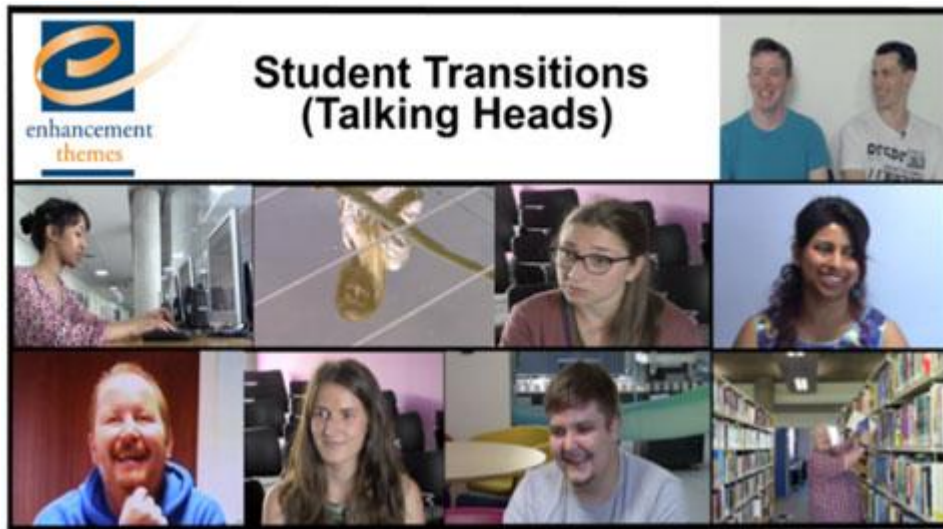 enhancement
themes
Student Transitions
(Talking Heads)